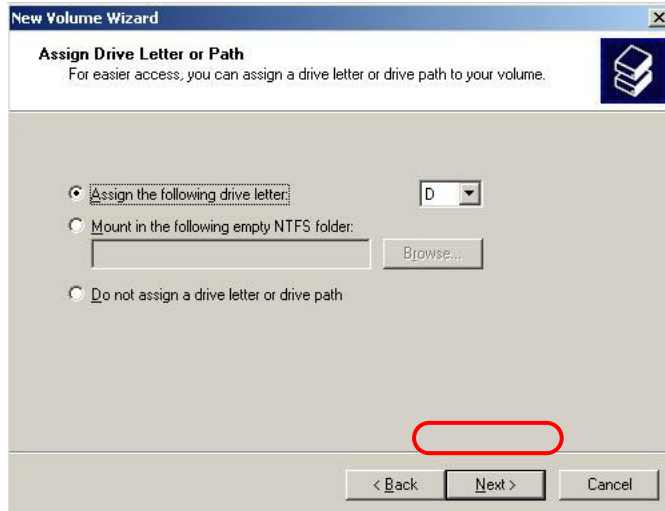 New Volume Wizard
Assign Drive Letter or Path
For easier access, you can assign a drive letter or drive path to your volume.
Assign the following drive letter:
D
Mount in the following empty NTFS folder:
Browse...
Do not assign a drive letter or drive path
< Back Next > Cancel